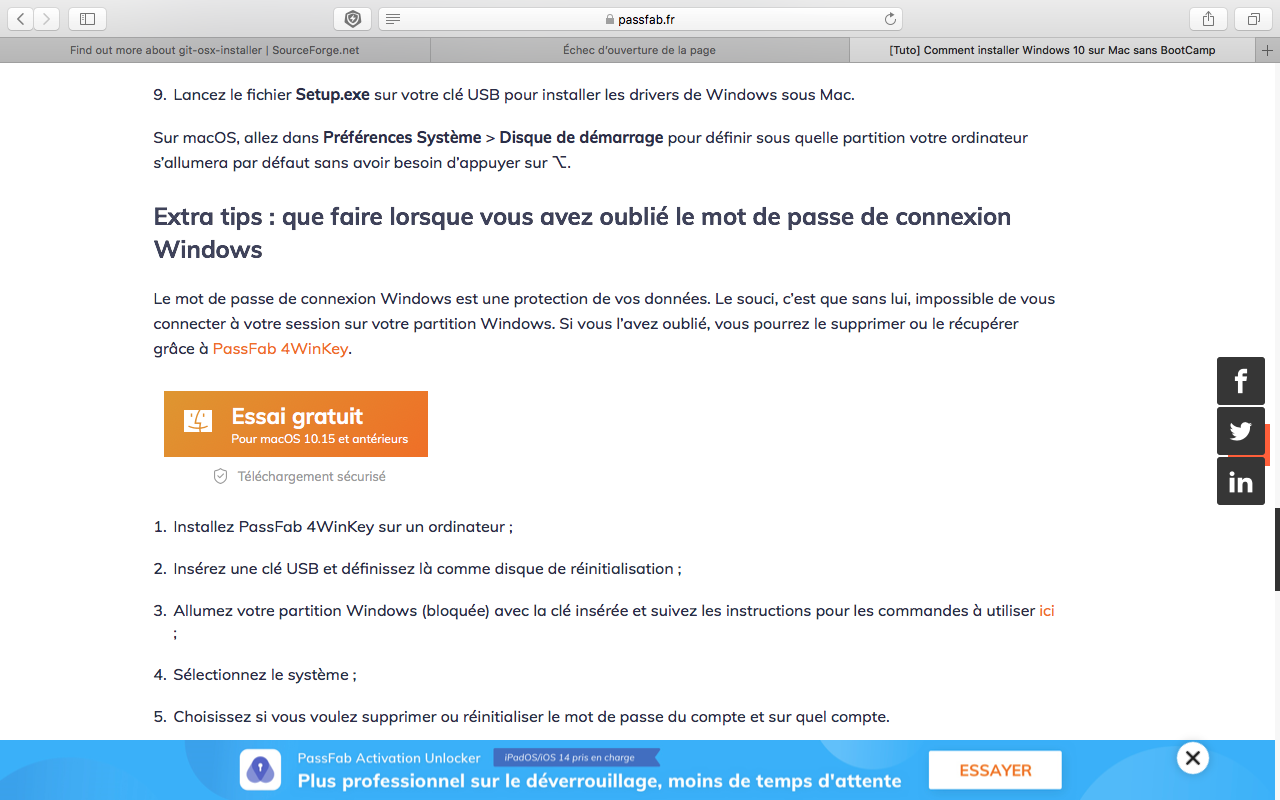 passfab.fr
Find out more about git-osx-installer | SourceForge.net
Échec d'ouverture de la page
[Tuto] Comment installer Windows 10 sur Mac sans BootCamp
9. Lancez le fichier Setup.exe sur votre clé USB pour installer les drivers de Windows sous Mac.
Sur macOS, allez dans Préférences Système > Disque de démarrage pour définir sous quelle partition votre ordinateur
s'allumera par défaut sans avoir besoin d'appuyer sur ⌥.
Extra tips : que faire lorsque vous avez oublié le mot de passe de connexion
Windows
Le mot de passe de connexion Windows est une protection de vos données. Le souci, c'est que sans lui, impossible de vous
connecter à votre session sur votre partition Windows. Si vous l'avez oublié, vous pourrez le supprimer ou le récupérer
grâce à PassFab 4WinKey.
Essai gratuit
Pour macOS 10.15 et antérieurs
Téléchargement sécurisé
1. Installez PassFab 4WinKey sur un ordinateur ;
2. Insérez une clé USB et définissez là comme disque de réinitialisation ;
3. Allumez votre partition Windows (bloquée) avec la clé insérée et suivez les instructions pour les commandes à utiliser ici
;
4. Sélectionnez le système ;
5. Choisissez si vous voulez supprimer ou réinitialiser le mot de passe du compte et sur quel compte.
PassFab Activation Unlocker
iPadOS/iOS 14 pris en charge
Plus professionnel sur le déverrouillage, moins de temps d'attente
ESSAYER